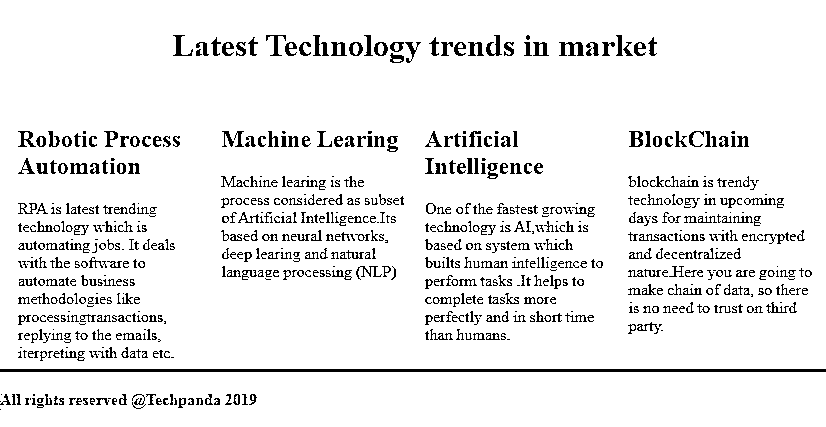 Latest Technology trends in market
Robotic Process
Automation
RPA is latest trending
technology which is
automating jobs. It deals
with the software to
automate business
methodologies like
processingtransactions,
replying to the emails,
iterpreting with data etc.
Machine Learing
Machine learing is the
process considered as subset
of Artificial Intelligence.Its
based on neural networks,
deep learing and natural
language processing (NLP)
Artificial
Intelligence
One of the fastest growing
technology is AI,which is
based on system which
builts human intelligence to
perform tasks .It helps to
complete tasks more
perfectly and in short time
than humans.
BlockChain
blockchain is trendy
technology in upcoming
days for maintaining
transactions with encrypted
and decentralized
nature.Here you are going to
make chain of data, so there
is no need to trust on third
party.
All rights reserved @Techpanda 2019